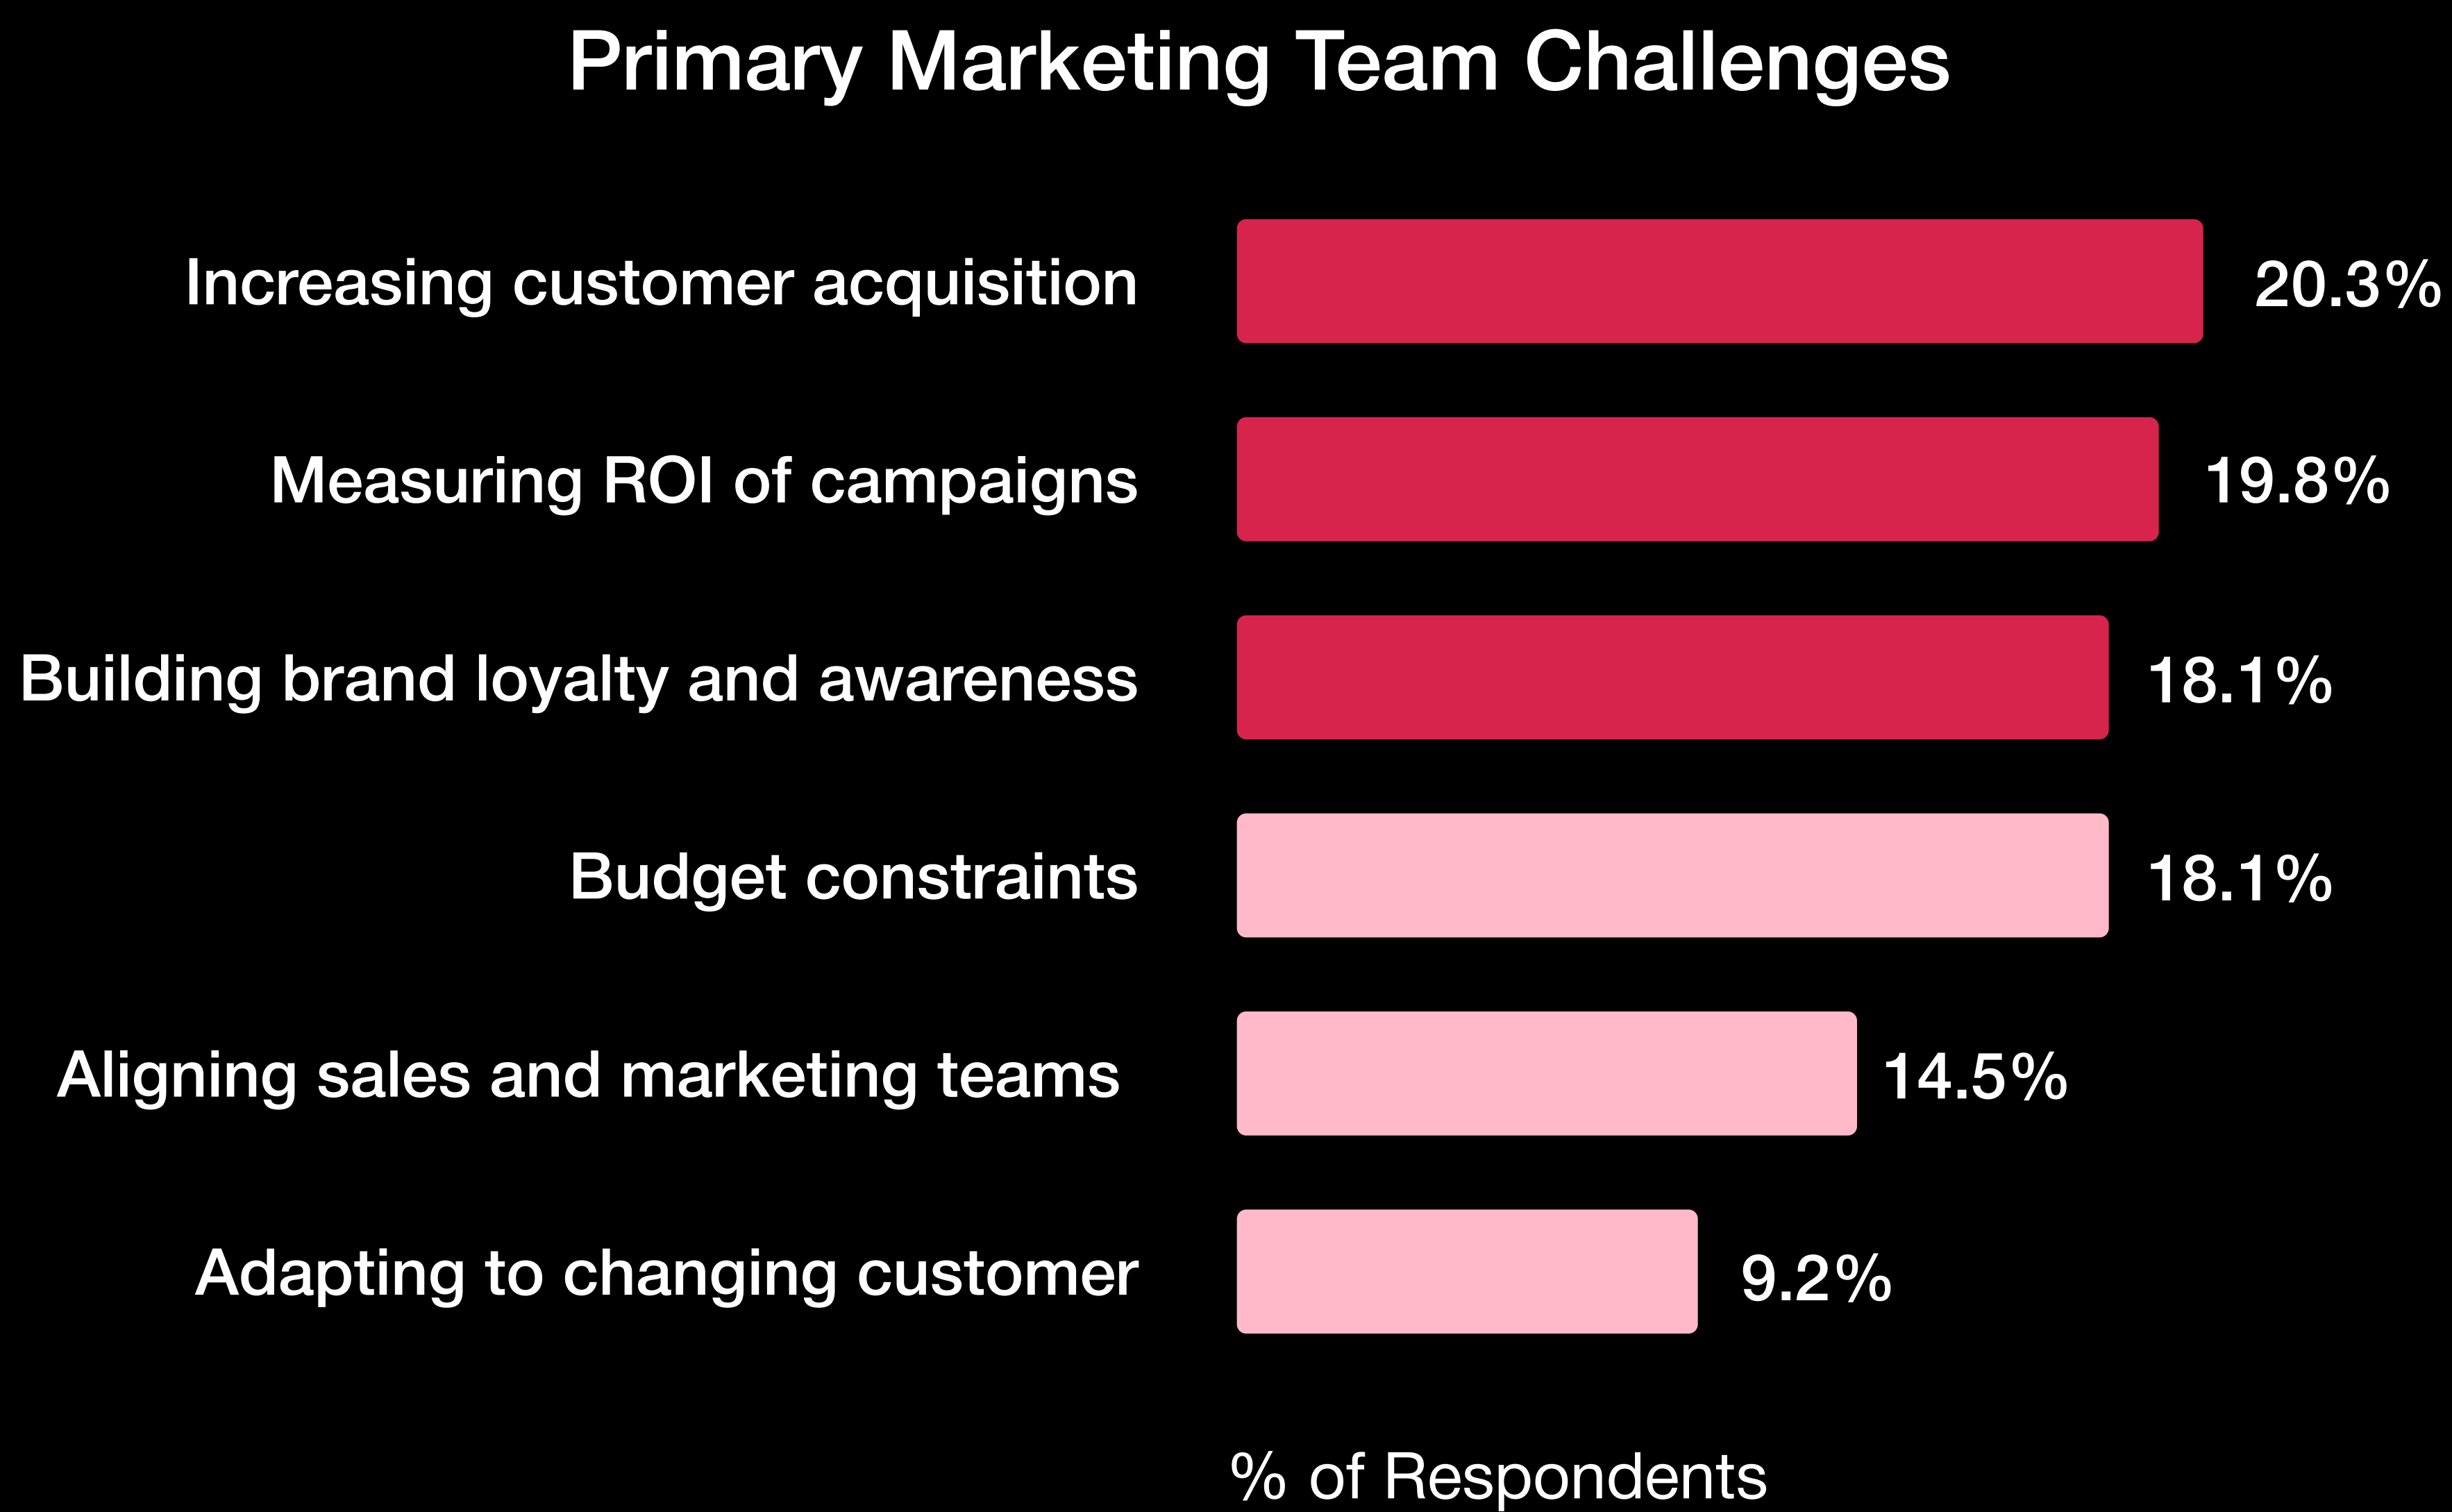 Primary Marketing Team Challenges
Increasing customer acquisition 20.3%
Measuring ROI of campaigns 19.8%
Building brand loyalty and awareness 18.1%
Budget constraints 18.1%
Aligning sales and marketing teams 14.5%
Adapting to changing customer 9.2%
% of Respondents